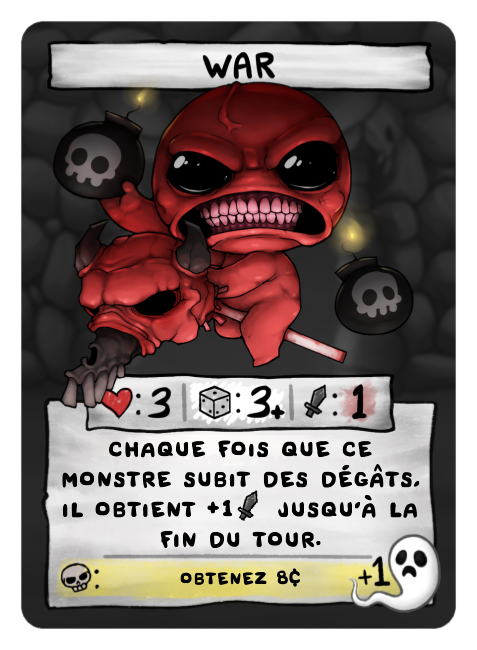 WAR
:3 :3+ :1
CHAQUE FOIS QUE CE
MONSTRE SUBIT DES DÉGÂTS,
IL OBTIENT +1 JUSQU'À LA
FIN DU TOUR.
: OBTENEZ 8¢ +1